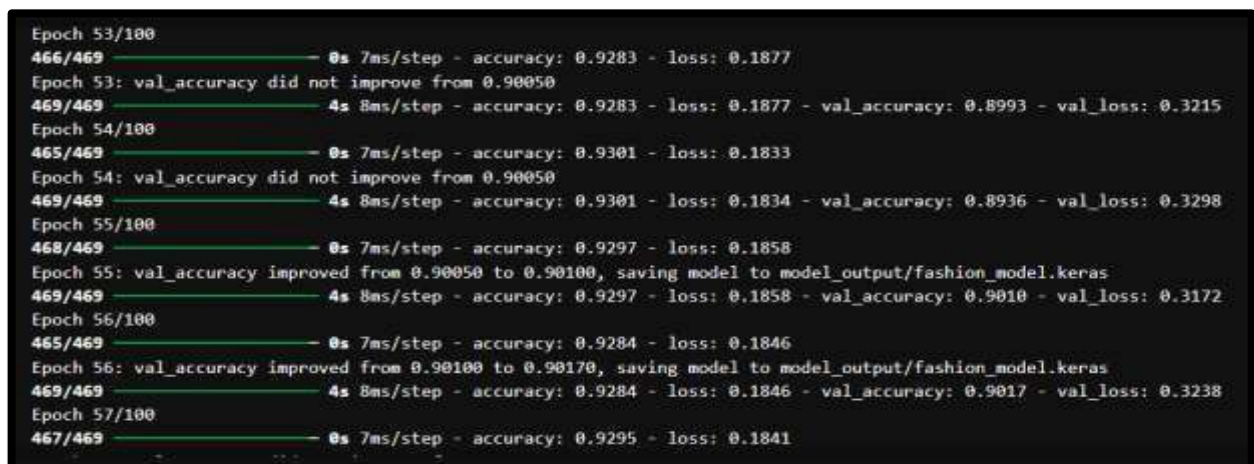 Epoch 53/100
466/469 0s 7ms/step - accuracy: 0.9283 - loss: 0.1877
Epoch 53: val_accuracy did not improve from 0.90050
469/469 4s 8ms/step - accuracy: 0.9283 - loss: 0.1877 - val_accuracy: 0.8993 - val_loss: 0.3215
Epoch 54/100
465/469 0s 7ms/step - accuracy: 0.9301 - loss: 0.1833
Epoch 54: val_accuracy did not improve from 0.90050
469/469 4s 8ms/step - accuracy: 0.9301 - loss: 0.1834 - val_accuracy: 0.8936 - val_loss: 0.3298
Epoch 55/100
468/469 0s 7ms/step - accuracy: 0.9297 - loss: 0.1858
Epoch 55: val_accuracy improved from 0.90050 to 0.90100, saving model to model_output/fashion_model.keras
469/469 4s 8ms/step - accuracy: 0.9297 - loss: 0.1858 - val_accuracy: 0.9010 - val_loss: 0.3172
Epoch 56/100
465/469 0s 7ms/step - accuracy: 0.9284 - loss: 0.1846
Epoch 56: val_accuracy improved from 0.90100 to 0.90170, saving model to model_output/fashion_model.keras
469/469 4s 8ms/step - accuracy: 0.9284 - loss: 0.1846 - val_accuracy: 0.9017 - val_loss: 0.3238
Epoch 57/100
467/469 0s 7ms/step - accuracy: 0.9295 - loss: 0.1841